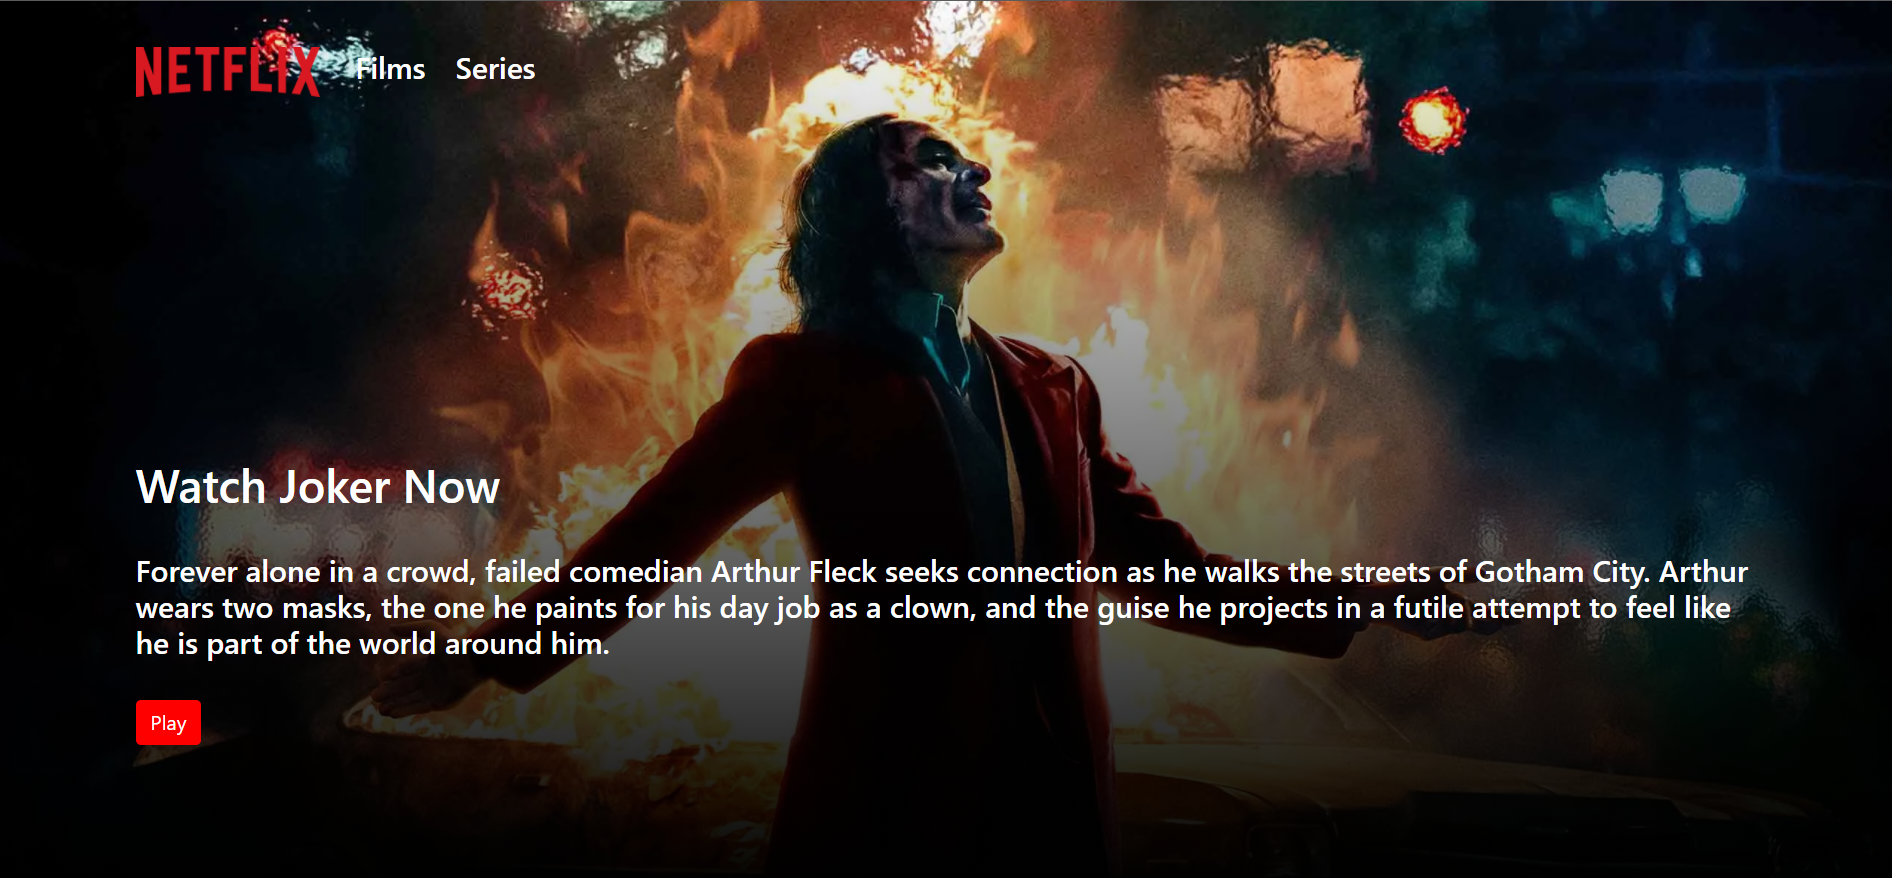 NETFLIX Films Series
Watch Joker Now
Forever alone in a crowd, failed comedian Arthur Fleck seeks connection as he walks the streets of Gotham City. Arthur
wears two masks, the one he paints for his day job as a clown, and the guise he projects in a futile attempt to feel like
he is part of the world around him.
Play